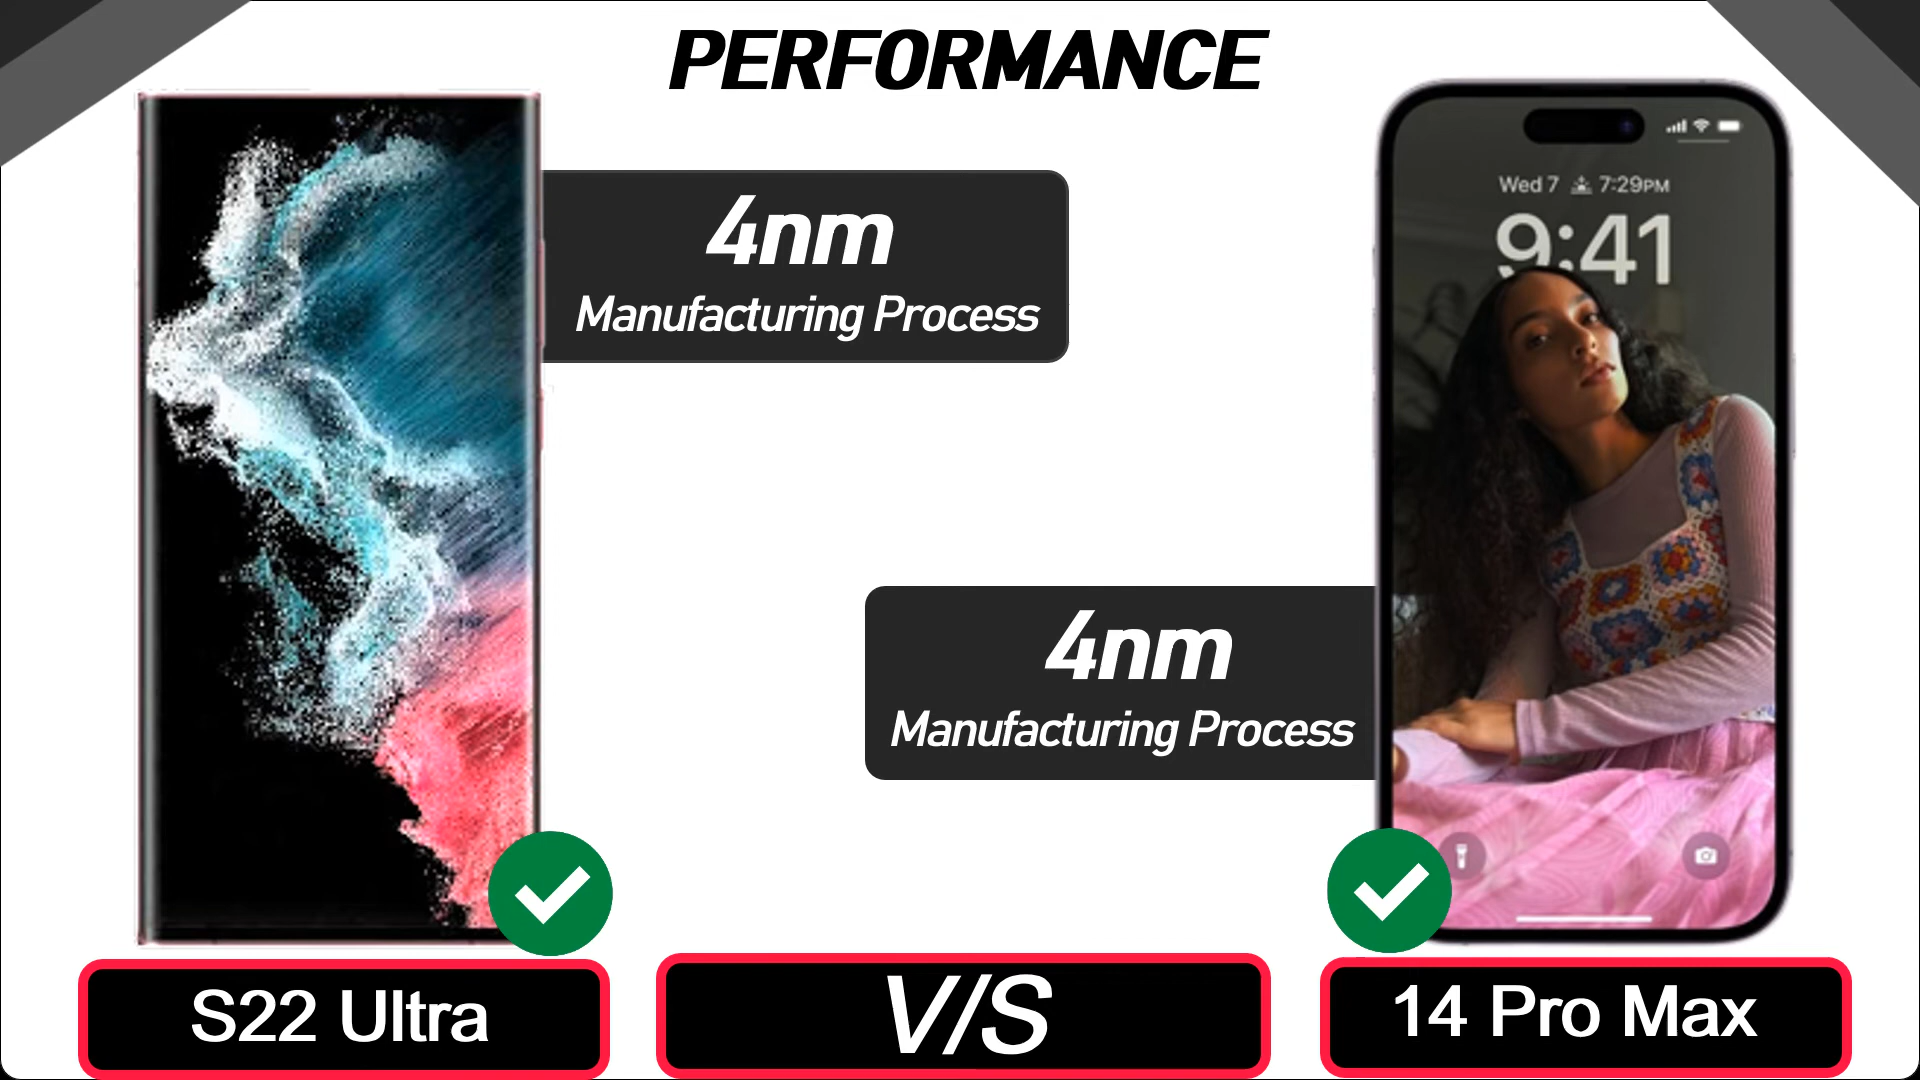 PERFORMANCE
4nm
Manufacturing Process
Wed 7 7:29PM
9:41
4nm
Manufacturing Process
S22 Ultra
V/S
14 Pro Max